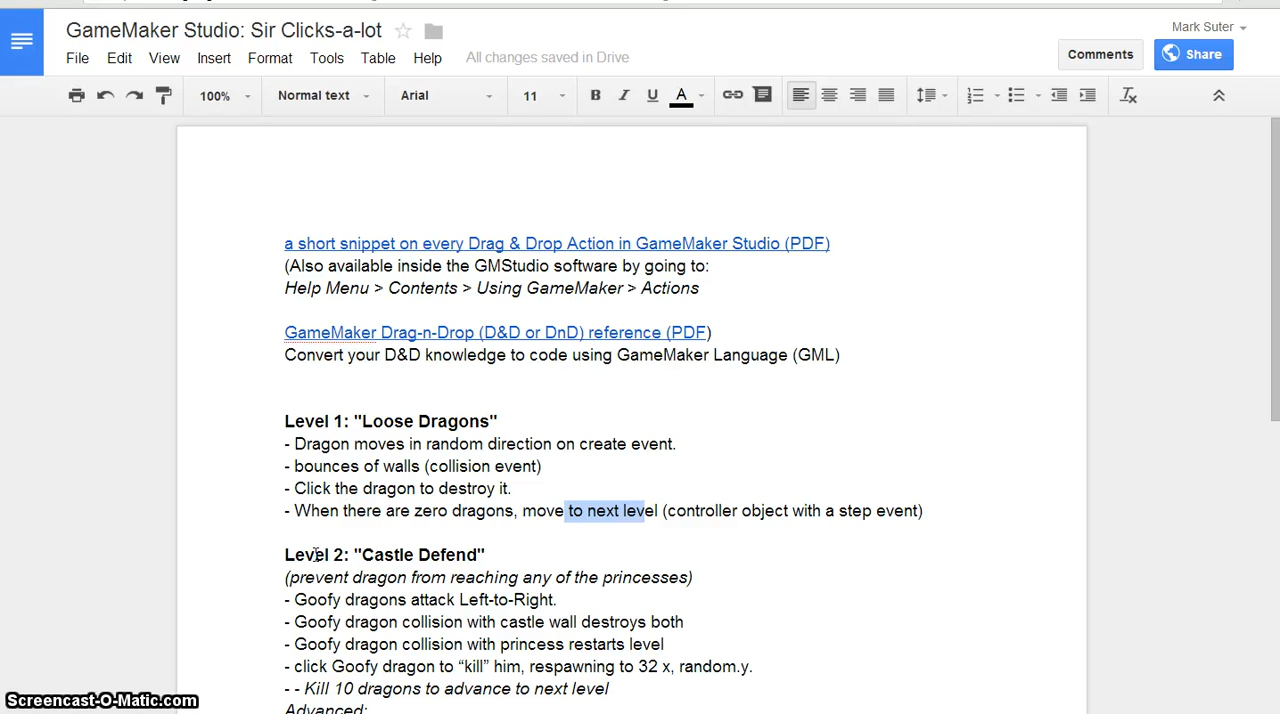 GameMaker Studio: Sir Clicks-a-lot
Mark Suter
File Edit View Insert Format Tools Table Help All changes saved in Drive
Comments Share
100% Normal text Arial 11 B I U A
a short snippet on every Drag & Drop Action in GameMaker Studio (PDF)
(Also available inside the GMStudio software by going to:
Help Menu > Contents > Using GameMaker > Actions
GameMaker Drag-n-Drop (D&D or DnD) reference (PDF)
Convert your D&D knowledge to code using GameMaker Language (GML)
Level 1: "Loose Dragons"
- Dragon moves in random direction on create event.
- bounces of walls (collision event)
- Click the dragon to destroy it.
- When there are zero dragons, move to next level (controller object with a step event)
Level 2: "Castle Defend"
(prevent dragon from reaching any of the princesses)
- Goofy dragons attack Left-to-Right.
- Goofy dragon collision with castle wall destroys both
- Goofy dragon collision with princess restarts level
- click Goofy dragon to “kill” him, respawning to 32 x, random.y.
- - Kill 10 dragons to advance to next level
Advanced:
Screencast-O-Matic.com